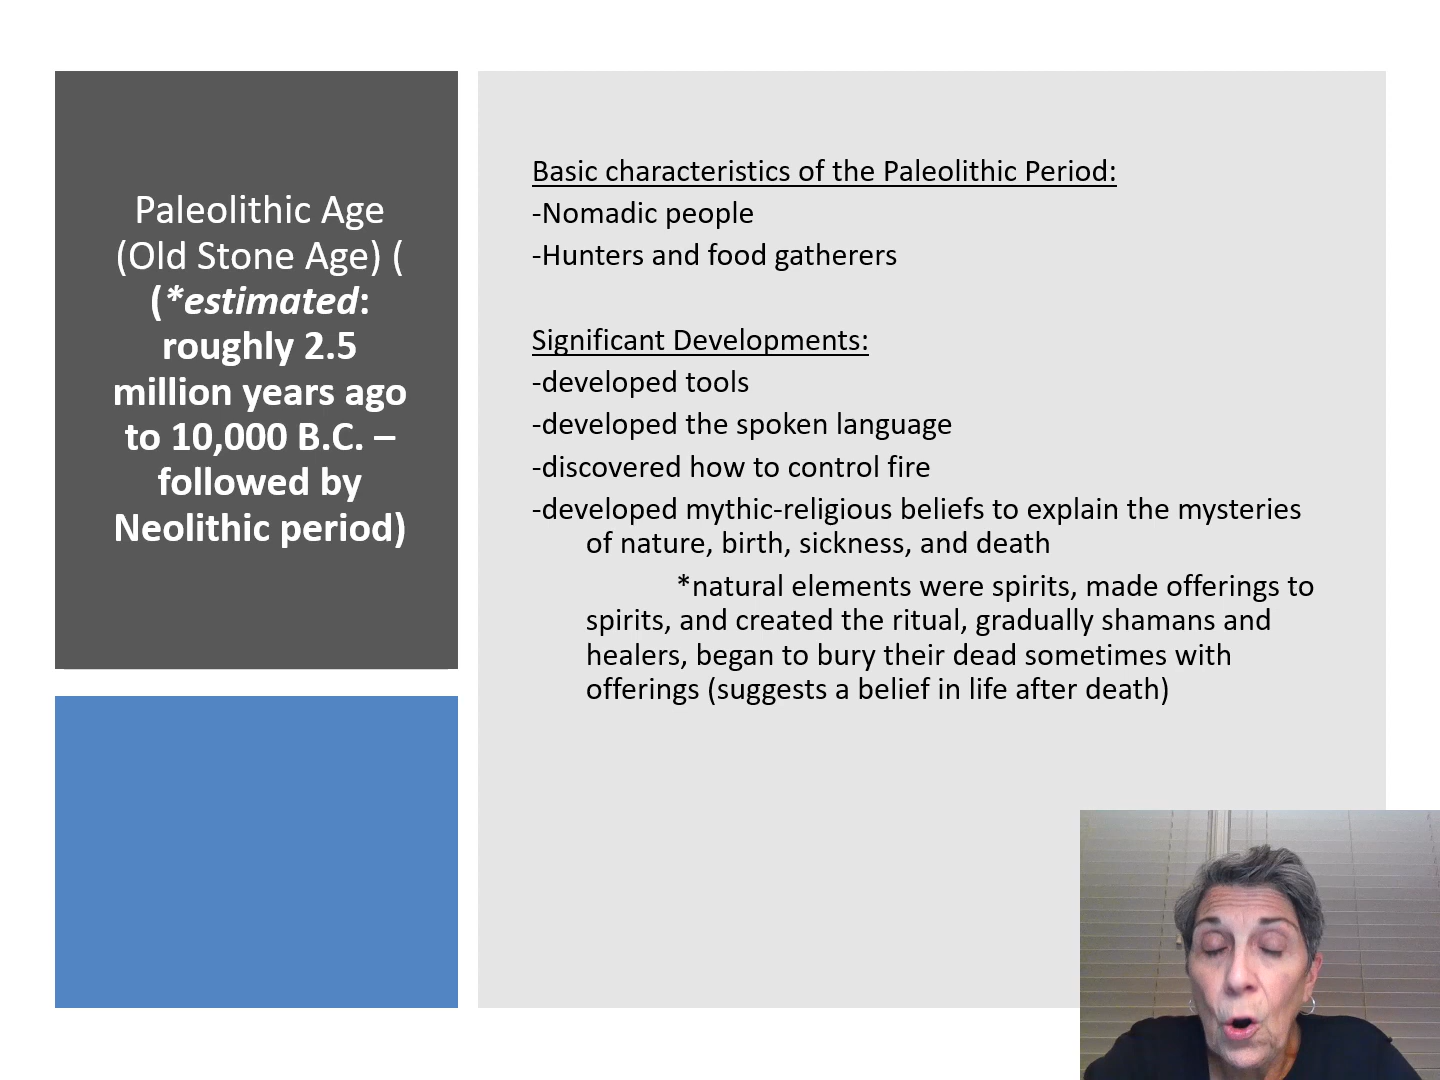 Paleolithic Age
(Old Stone Age) (
(*estimated:
roughly 2.5
million years ago
to 10,000 B.C. –
followed by
Neolithic period)
Basic characteristics of the Paleolithic Period:
-Nomadic people
-Hunters and food gatherers
Significant Developments:
-developed tools
-developed the spoken language
-discovered how to control fire
-developed mythic-religious beliefs to explain the mysteries
of nature, birth, sickness, and death
*natural elements were spirits, made offerings to
spirits, and created the ritual, gradually shamans and
healers, began to bury their dead sometimes with
offerings (suggests a belief in life after death)